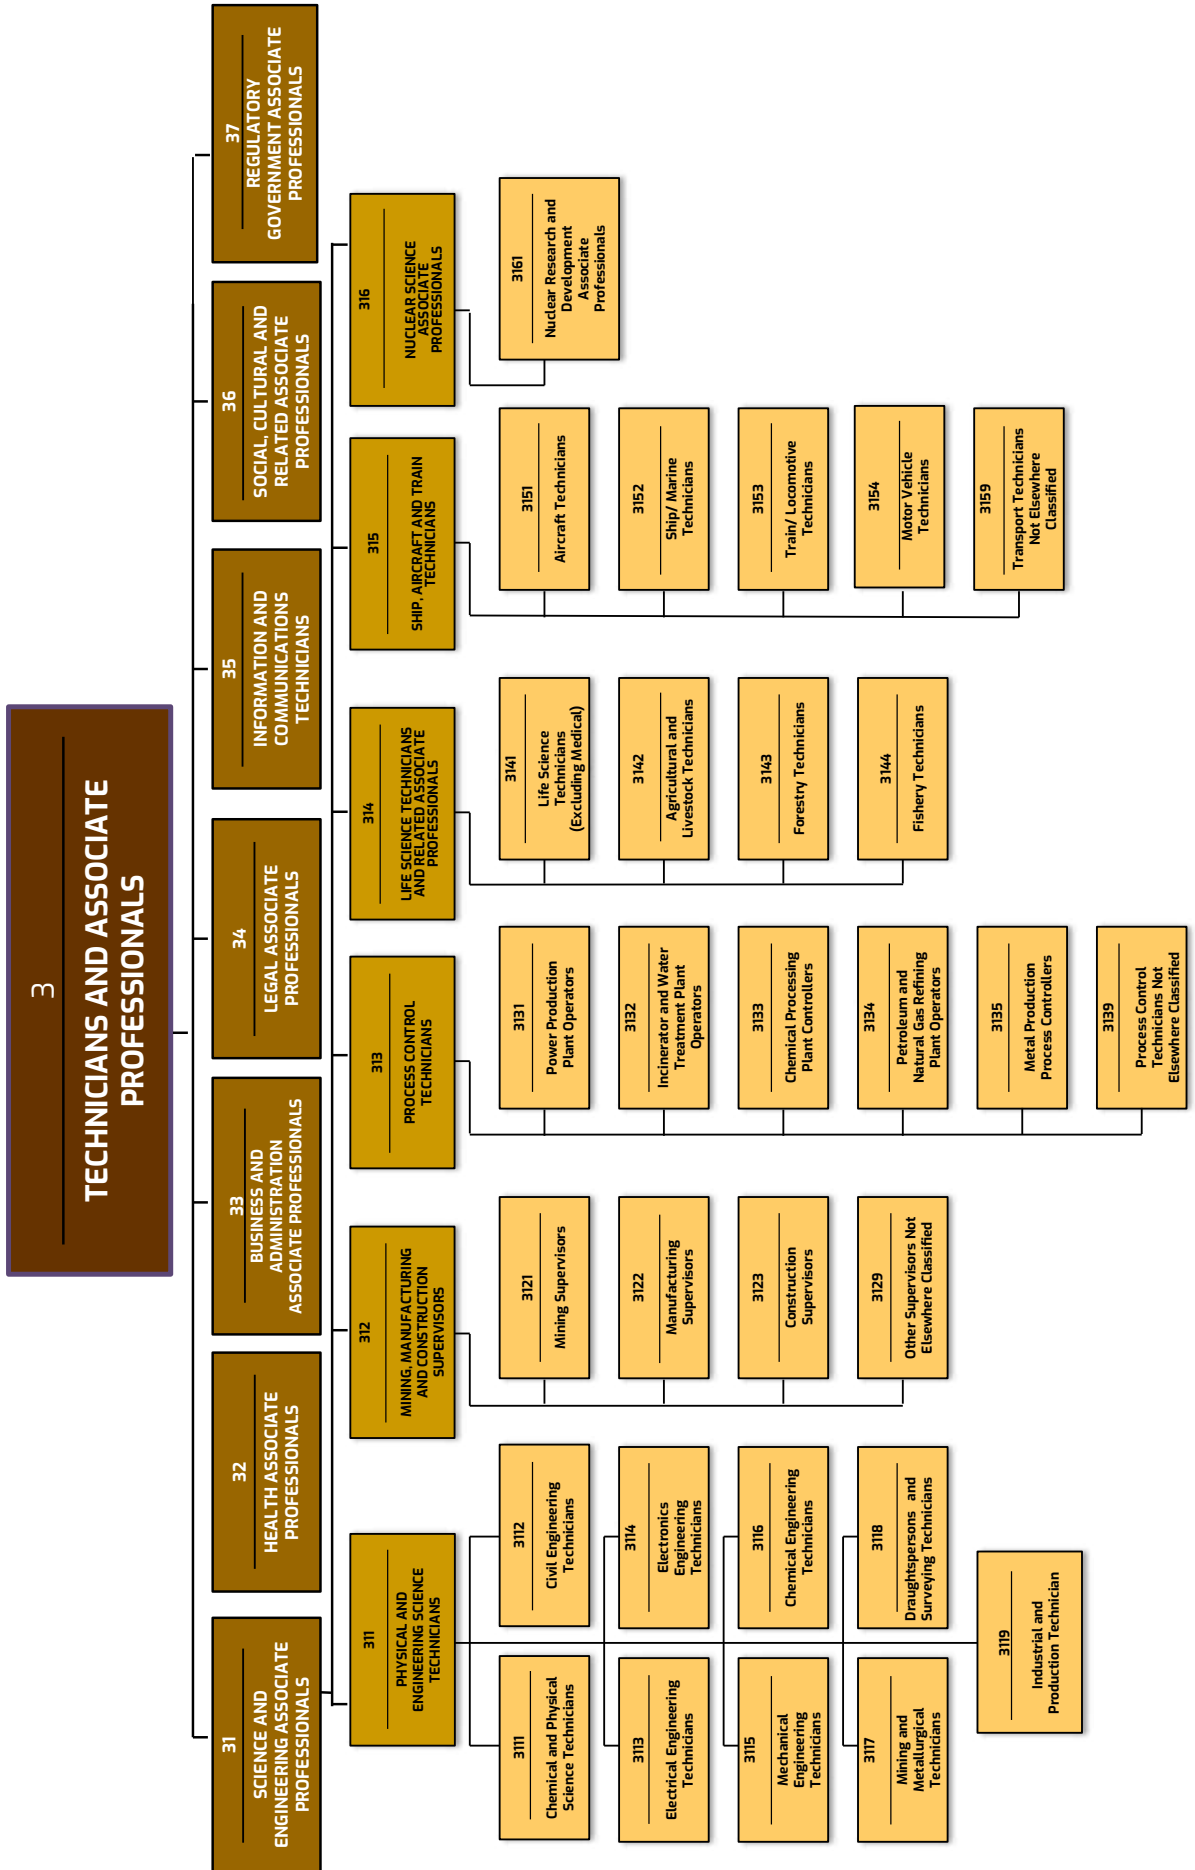 3
TECHNICIANS AND ASSOCIATE
PROFESSIONALS
31
SCIENCE AND
ENGINEERING ASSOCIATE
PROFESSIONALS
32
HEALTH ASSOCIATE
PROFESSIONALS
33
BUSINESS AND
ADMINISTRATION
ASSOCIATE PROFESSIONALS
34
LEGAL ASSOCIATE
PROFESSIONALS
35
INFORMATION AND
COMMUNICATIONS
TECHNICIANS
36
SOCIAL, CULTURAL AND
RELATED ASSOCIATE
PROFESSIONALS
37
REGULATORY
GOVERNMENT ASSOCIATE
PROFESSIONALS
311
PHYSICAL AND
ENGINEERING SCIENCE
TECHNICIANS
312
MINING, MANUFACTURING
AND CONSTRUCTION
SUPERVISORS
313
PROCESS CONTROL
TECHNICIANS
314
LIFE SCIENCE TECHNICIANS
AND RELATED ASSOCIATE
PROFESSIONALS
315
SHIP, AIRCRAFT AND TRAIN
TECHNICIANS
316
NUCLEAR SCIENCE
ASSOCIATE
PROFESSIONALS
3111
Chemical and Physical
Science Technicians
3112
Civil Engineering
Technicians
3113
Electrical Engineering
Technicians
3114
Electronics
Engineering
Technicians
3115
Mechanical
Engineering
Technicians
3116
Chemical Engineering
Technicians
3117
Mining and
Metallurgical
Technicians
3118
Draughtspersons and
Surveying Technicians
3119
Industrial and
Production Technician
3121
Mining Supervisors
3122
Manufacturing
Supervisors
3123
Construction
Supervisors
3129
Other Supervisors Not
Elsewhere Classified
3131
Power Production
Plant Operators
3132
Incinerator and Water
Treatment Plant
Operators
3133
Chemical Processing
Plant Controllers
3134
Petroleum and
Natural Gas Refining
Plant Operators
3135
Metal Production
Process Controllers
3139
Process Control
Technicians Not
Elsewhere Classified
3141
Life Science
Technicians
(Excluding Medical)
3142
Agricultural and
Livestock Technicians
3143
Forestry Technicians
3144
Fishery Technicians
3151
Aircraft Technicians
3152
Ship/ Marine
Technicians
3153
Train/ Locomotive
Technicians
3154
Motor Vehicle
Technicians
3159
Transport Technicians
Not Elsewhere
Classified
3161
Nuclear Research and
Development
Associate
Professionals